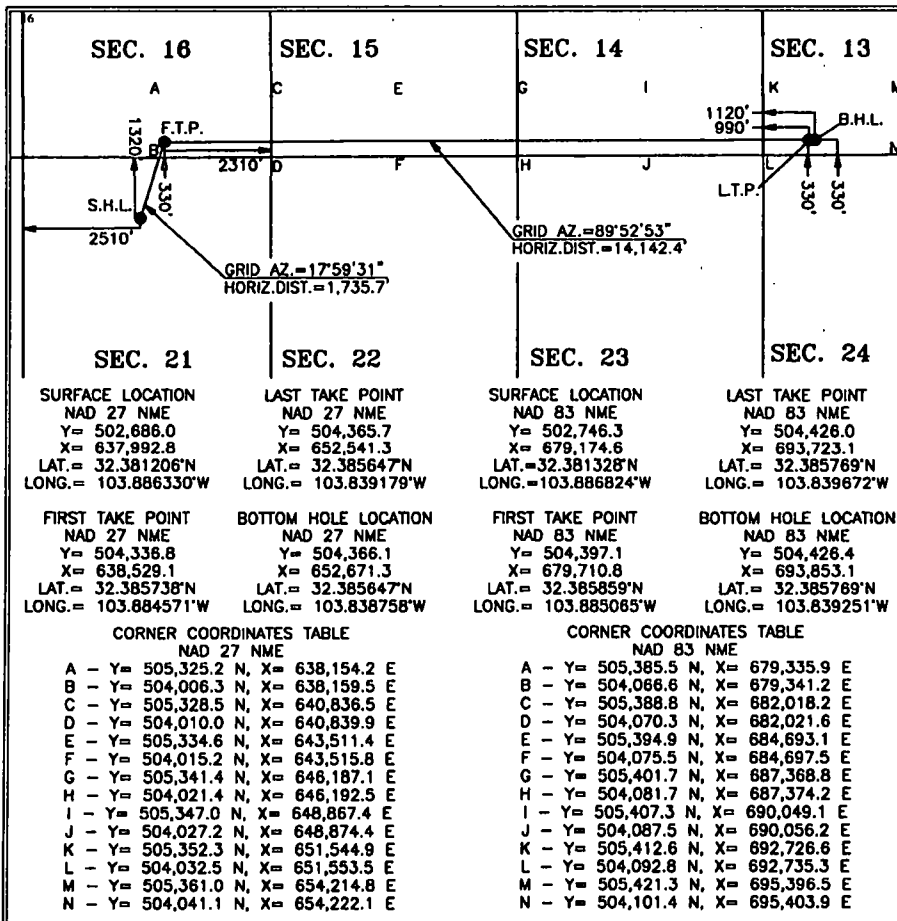 6
SEC. 16 SEC. 15 SEC. 14 SEC. 13
A C E G I K M
1120'
990'
1320'
F.T.P.
B.H.L.
B
2310'
D F H J L N
L.T.P.
330'
330'
330'
S.H.L.
2510'
GRID AZ.=89°52'53"
HORIZ.DIST.=14,142.4'
GRID AZ.=17°59'31"
HORIZ.DIST.=1,735.7'
SEC. 21 SEC. 22 SEC. 23 SEC. 24
SURFACE LOCATION
NAD 27 NME
Y= 502,686.0
X= 637,992.8
LAT.= 32.381206°N
LONG.= 103.886330°W
LAST TAKE POINT
NAD 27 NME
Y= 504,365.7
X= 652,541.3
LAT.= 32.385647°N
LONG.= 103.839179°W
SURFACE LOCATION
NAD 83 NME
Y= 502,746.3
X= 679,174.6
LAT.=32.381328°N
LONG.=103.886824°W
LAST TAKE POINT
NAD 83 NME
Y= 504,426.0
X= 693,723.1
LAT.= 32.385769°N
LONG.= 103.839672°W
FIRST TAKE POINT
NAD 27 NME
Y= 504,336.8
X= 638,529.1
LAT.= 32.385738°N
LONG.= 103.884571°W
BOTTOM HOLE LOCATION
NAD 27 NME
Y= 504,366.1
X= 652,671.3
LAT.= 32.385647°N
LONG.= 103.838758°W
FIRST TAKE POINT
NAD 83 NME
Y= 504,397.1
X= 679,710.8
LAT.= 32.385859°N
LONG.= 103.885065°W
BOTTOM HOLE LOCATION
NAD 83 NME
Y= 504,426.4
X= 693,853.1
LAT.= 32.385769°N
LONG.= 103.839251°W
CORNER COORDINATES TABLE
NAD 27 NME
A - Y= 505,325.2 N, X= 638,154.2 E
B - Y= 504,006.3 N, X= 638,159.5 E
C - Y= 505,328.5 N, X= 640,836.5 E
D - Y= 504,010.0 N, X= 640,839.9 E
E - Y= 505,334.6 N, X= 643,511.4 E
F - Y= 504,015.2 N, X= 643,515.8 E
G - Y= 505,341.4 N, X= 646,187.1 E
H - Y= 504,021.4 N, X= 646,192.5 E
I - Y= 505,347.0 N, X= 648,867.4 E
J - Y= 504,027.2 N, X= 648,874.4 E
K - Y= 505,352.3 N, X= 651,544.9 E
L - Y= 504,032.5 N, X= 651,553.5 E
M - Y= 505,361.0 N, X= 654,214.8 E
N - Y= 504,041.1 N, X= 654,222.1 E
CORNER COORDINATES TABLE
NAD 83 NME
A - Y= 505,385.5 N, X= 679,335.9 E
B - Y= 504,066.6 N, X= 679,341.2 E
C - Y= 505,388.8 N, X= 682,018.2 E
D - Y= 504,070.3 N, X= 682,021.6 E
E - Y= 505,394.9 N, X= 684,693.1 E
F - Y= 504,075.5 N, X= 684,697.5 E
G - Y= 505,401.7 N, X= 687,368.8 E
H - Y= 504,081.7 N, X= 687,374.2 E
I - Y= 505,407.3 N, X= 690,049.1 E
J - Y= 504,087.5 N, X= 690,056.2 E
K - Y= 505,412.6 N, X= 692,726.6 E
L - Y= 504,092.8 N, X= 692,735.3 E
M - Y= 505,421.3 N, X= 695,396.5 E
N - Y= 504,101.4 N, X= 695,403.9 E